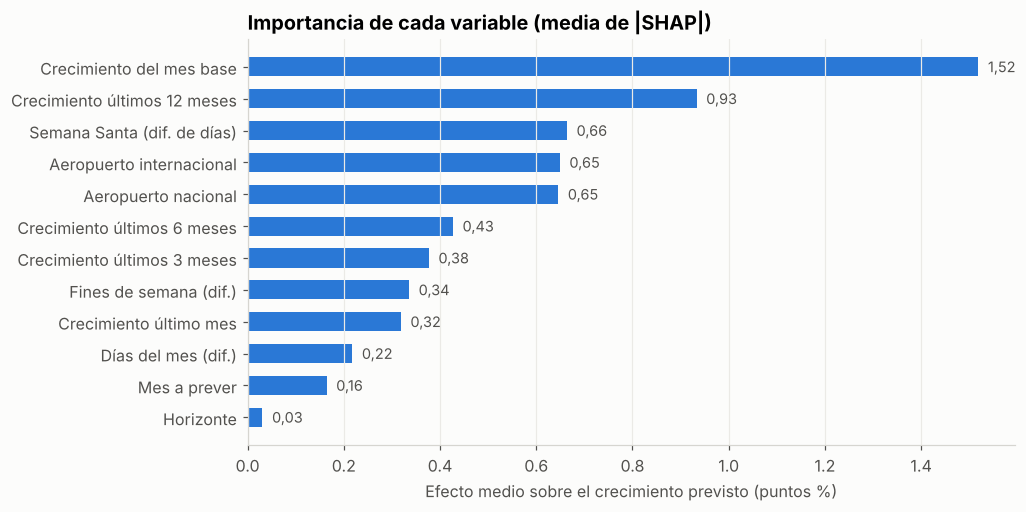 Importancia de cada variable (media de |SHAP|)
Crecimiento del mes base 1,52
Crecimiento últimos 12 meses 0,93
Semana Santa (dif. de días) 0,66
Aeropuerto internacional 0,65
Aeropuerto nacional 0,65
Crecimiento últimos 6 meses 0,43
Crecimiento últimos 3 meses 0,38
Fines de semana (dif.) 0,34
Crecimiento último mes 0,32
Días del mes (dif.) 0,22
Mes a prever 0,16
Horizonte 0,03
0.0 0.2 0.4 0.6 0.8 1.0 1.2 1.4
Efecto medio sobre el crecimiento previsto (puntos %)